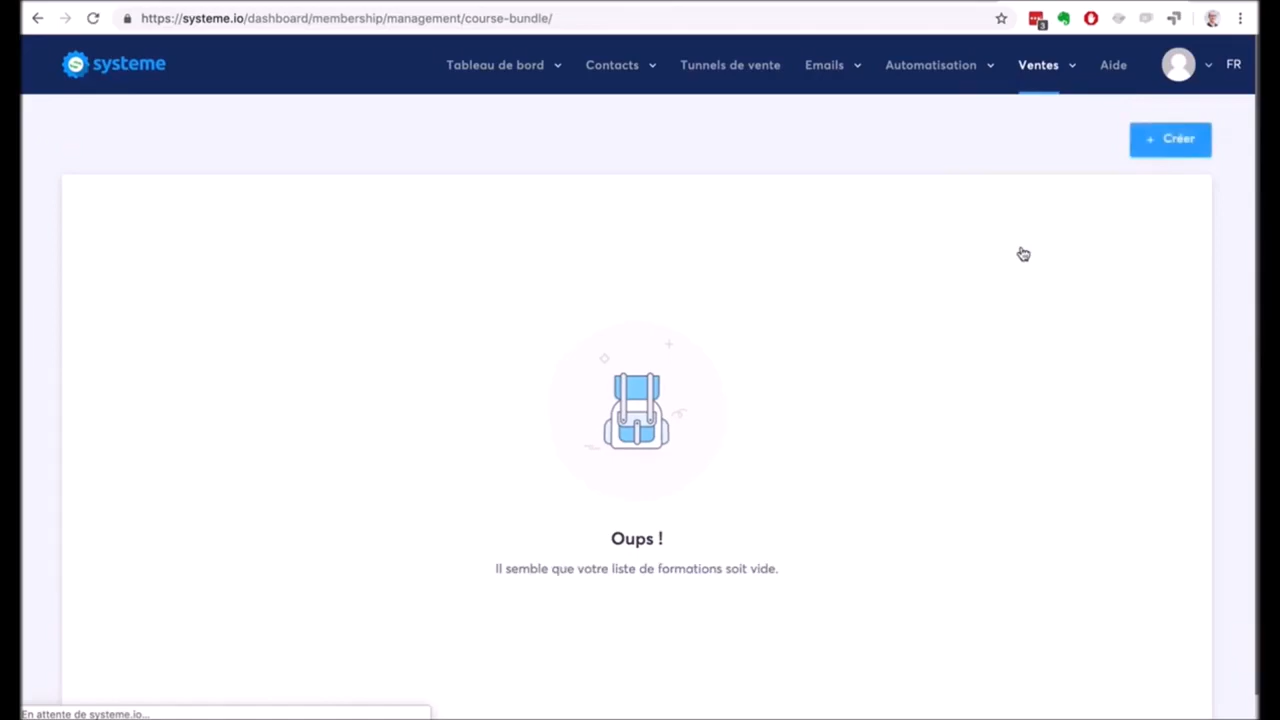 https://systeme.io/dashboard/membership/management/course-bundle/
3
systeme
Tableau de bord
Contacts
Tunnels de vente
Emails
Automatisation
Ventes
Aide
FR
+ Créer
Oups !
Il semble que votre liste de formations soit vide.
En attente de systeme.io...